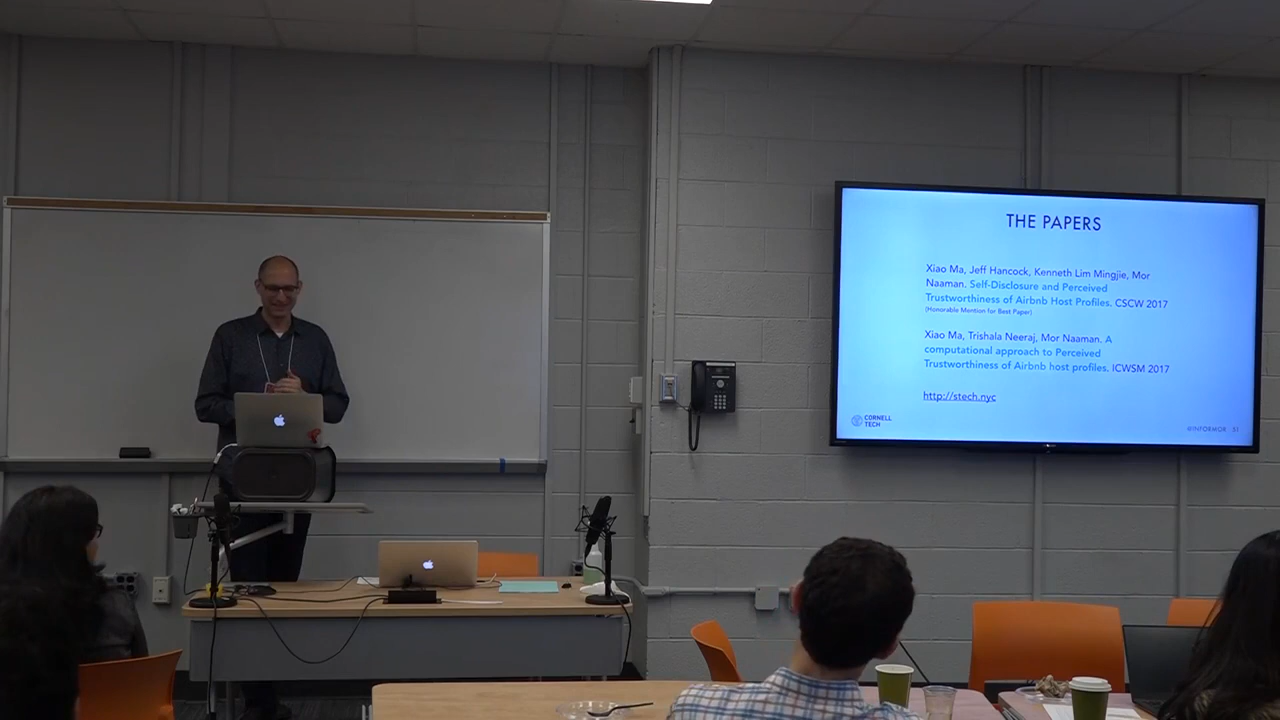 THE PAPERS
Xiao Ma, Jeff Hancock, Kenneth Lim Mingjie, Mor
Naaman. Self-Disclosure and Perceived
Trustworthiness of Airbnb Host Profiles. CSCW 2017
(Honorable Mention for Best Paper)
Xiao Ma, Trishala Neeraj, Mor Naaman. A
computational approach to Perceived
Trustworthiness of Airbnb host profiles. ICWSM 2017
http://stech.nyc
CORNELL
TECH
@INFORMOR 51